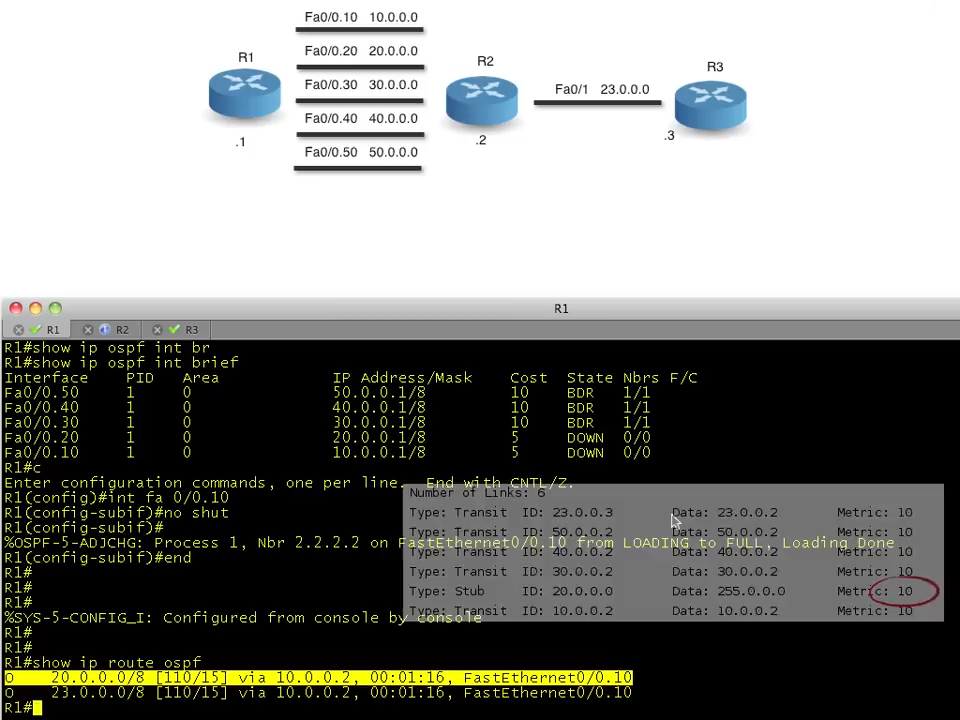 Fa0/0.10 10.0.0.0
Fa0/0.20 20.0.0.0
R1
R2
R3
Fa0/0.30 30.0.0.0
Fa0/1 23.0.0.0
Fa0/0.40 40.0.0.0
.1
.2
.3
Fa0/0.50 50.0.0.0
R1
R1 R2 R3
R1#show ip ospf int br
R1#show ip ospf int brief
Interface PID Area IP Address/Mask Cost State Nbrs F/C
Fa0/0.50 1 0 50.0.0.1/8 10 BDR 1/1
Fa0/0.40 1 0 40.0.0.1/8 10 BDR 1/1
Fa0/0.30 1 0 30.0.0.1/8 10 BDR 1/1
Fa0/0.20 1 0 20.0.0.1/8 5 DOWN 0/0
Fa0/0.10 1 0 10.0.0.1/8 5 DOWN 0/0
R1#c
Enter configuration commands, one per line. End with CNTL/Z.
R1(config)#int fa 0/0.10
R1(config-subif)#no shut
R1(config-subif)#
%OSPF-5-ADJCHG: Process 1, Nbr 2.2.2.2 on FastEthernet0/0.10 from LOADING to FULL, Loading Done
R1(config-subif)#end
R1#
R1#
R1#
%SYS-5-CONFIG_I: Configured from console by console
R1#
R1#
R1#show ip route ospf
O 20.0.0.0/8 [110/15] via 10.0.0.2, 00:01:16, FastEthernet0/0.10
O 23.0.0.0/8 [110/15] via 10.0.0.2, 00:01:16, FastEthernet0/0.10
R1#
Number of Links: 6
Type: Transit ID: 23.0.0.3 Data: 23.0.0.2 Metric: 10
Type: Transit ID: 50.0.0.2 Data: 50.0.0.2 Metric: 10
Type: Transit ID: 40.0.0.2 Data: 40.0.0.2 Metric: 10
Type: Transit ID: 30.0.0.2 Data: 30.0.0.2 Metric: 10
Type: Stub ID: 20.0.0.0 Data: 255.0.0.0 Metric: 10
Type: Transit ID: 10.0.0.2 Data: 10.0.0.2 Metric: 10